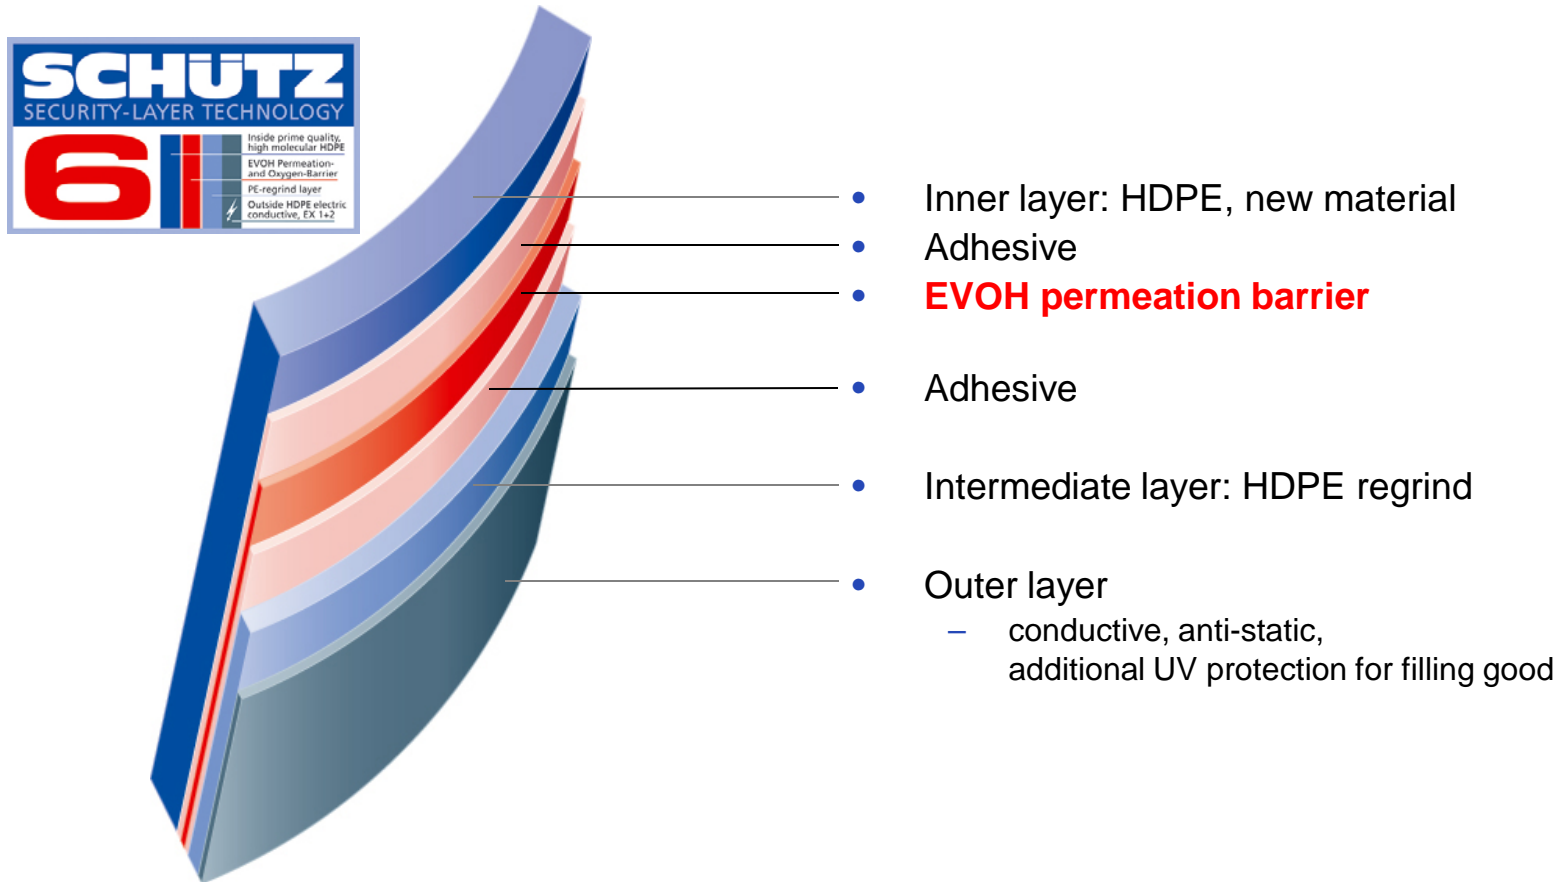 SCHÜTZ
SECURITY-LAYER TECHNOLOGY
6
Inside prime quality,
high molecular HDPE
EVOH Permeation-
and Oxygen-Barrier
PE-regrind layer
Outside HDPE electric
conductive, EX 1+2
• Inner layer: HDPE, new material
• Adhesive
• EVOH permeation barrier
• Adhesive
• Intermediate layer: HDPE regrind
• Outer layer
– conductive, anti-static,
additional UV protection for filling good